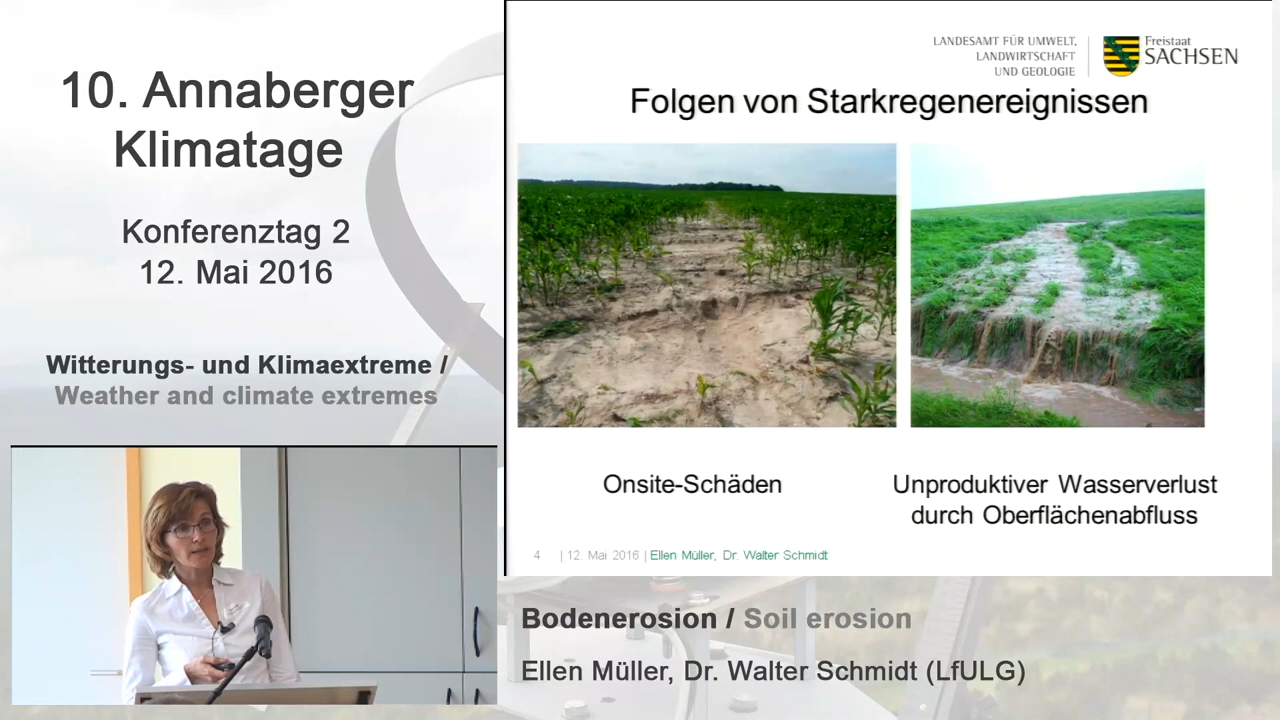 10. Annaberger
Klimatage
Konferenztag 2
12. Mai 2016
Witterungs- und Klimaextreme /
Weather and climate extremes
LANDESAMT FÜR UMWELT,
LANDWIRTSCHAFT
UND GEOLOGIE
Freistaat
SACHSEN
Folgen von Starkregenereignissen
Onsite-Schäden
Unproduktiver Wasserverlust
durch Oberflächenabfluss
4 | 12. Mai 2016 | Ellen Müller, Dr. Walter Schmidt
Bodenerosion / Soil erosion
Ellen Müller, Dr. Walter Schmidt (LfULG)